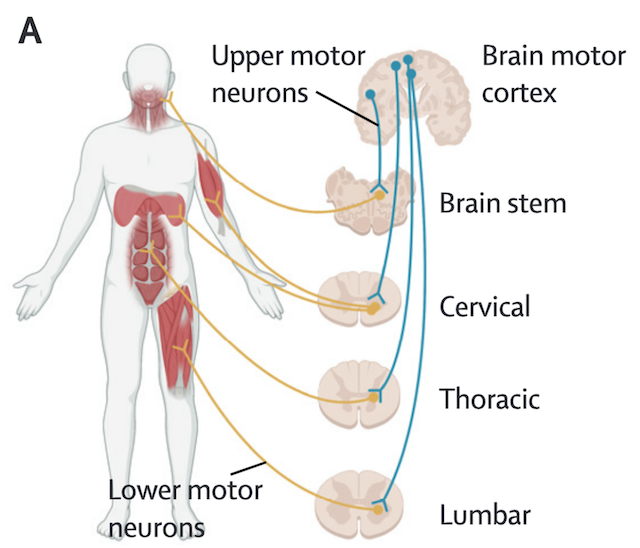 A
Upper motor
neurons
Brain motor
cortex
Brain stem
Cervical
Thoracic
Lumbar
Lower motor
neurons